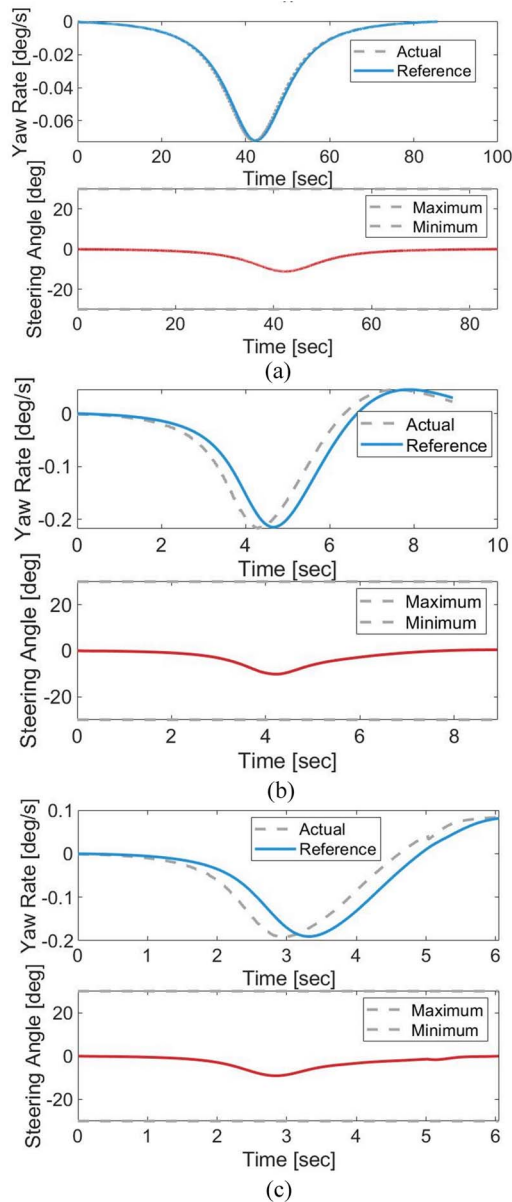 0
-0.02
-0.04
-0.06
Yaw Rate [deg/s]
Actual
Reference
0 20 40 60 80 100
Time [sec]
20
0
-20
Steering Angle [deg]
Maximum
Minimum
0 20 40 60 80
Time [sec]
(a)
0
-0.1
-0.2
Yaw Rate [deg/s]
Actual
Reference
0 2 4 6 8 10
Time [sec]
20
0
-20
Steering Angle [deg]
Maximum
Minimum
0 2 4 6 8
Time [sec]
(b)
0.1
0
-0.1
-0.2
Yaw Rate [deg/s]
Actual
Reference
0 1 2 3 4 5 6
Time [sec]
20
0
-20
Steering Angle [deg]
Maximum
Minimum
0 1 2 3 4 5 6
Time [sec]
(c)